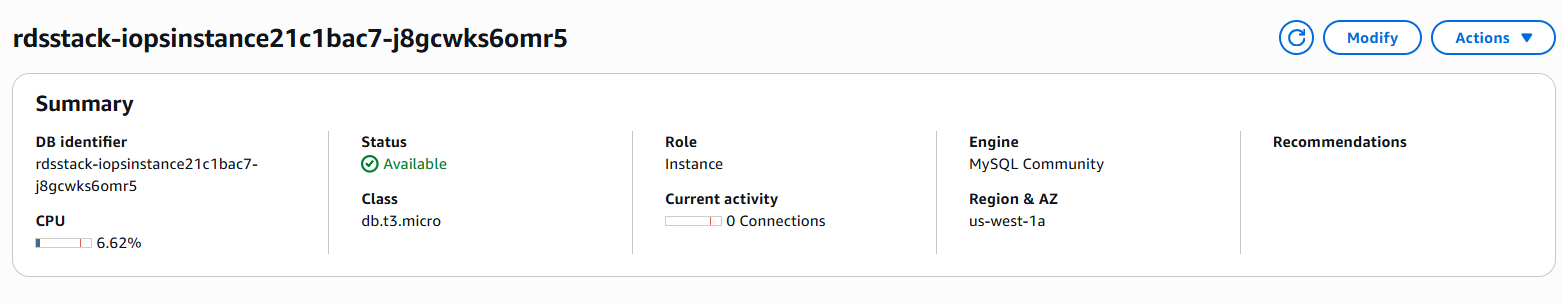 rdsstack-iopsinstance21c1bac7-j8gcwks6omr5
Modify
Actions
Summary
DB identifier
rdsstack-iopsinstance21c1bac7-
j8gcwks6omr5
CPU
6.62%
Status
Available
Class
db.t3.micro
Role
Instance
Current activity
0 Connections
Engine
MySQL Community
Region & AZ
us-west-1a
Recommendations